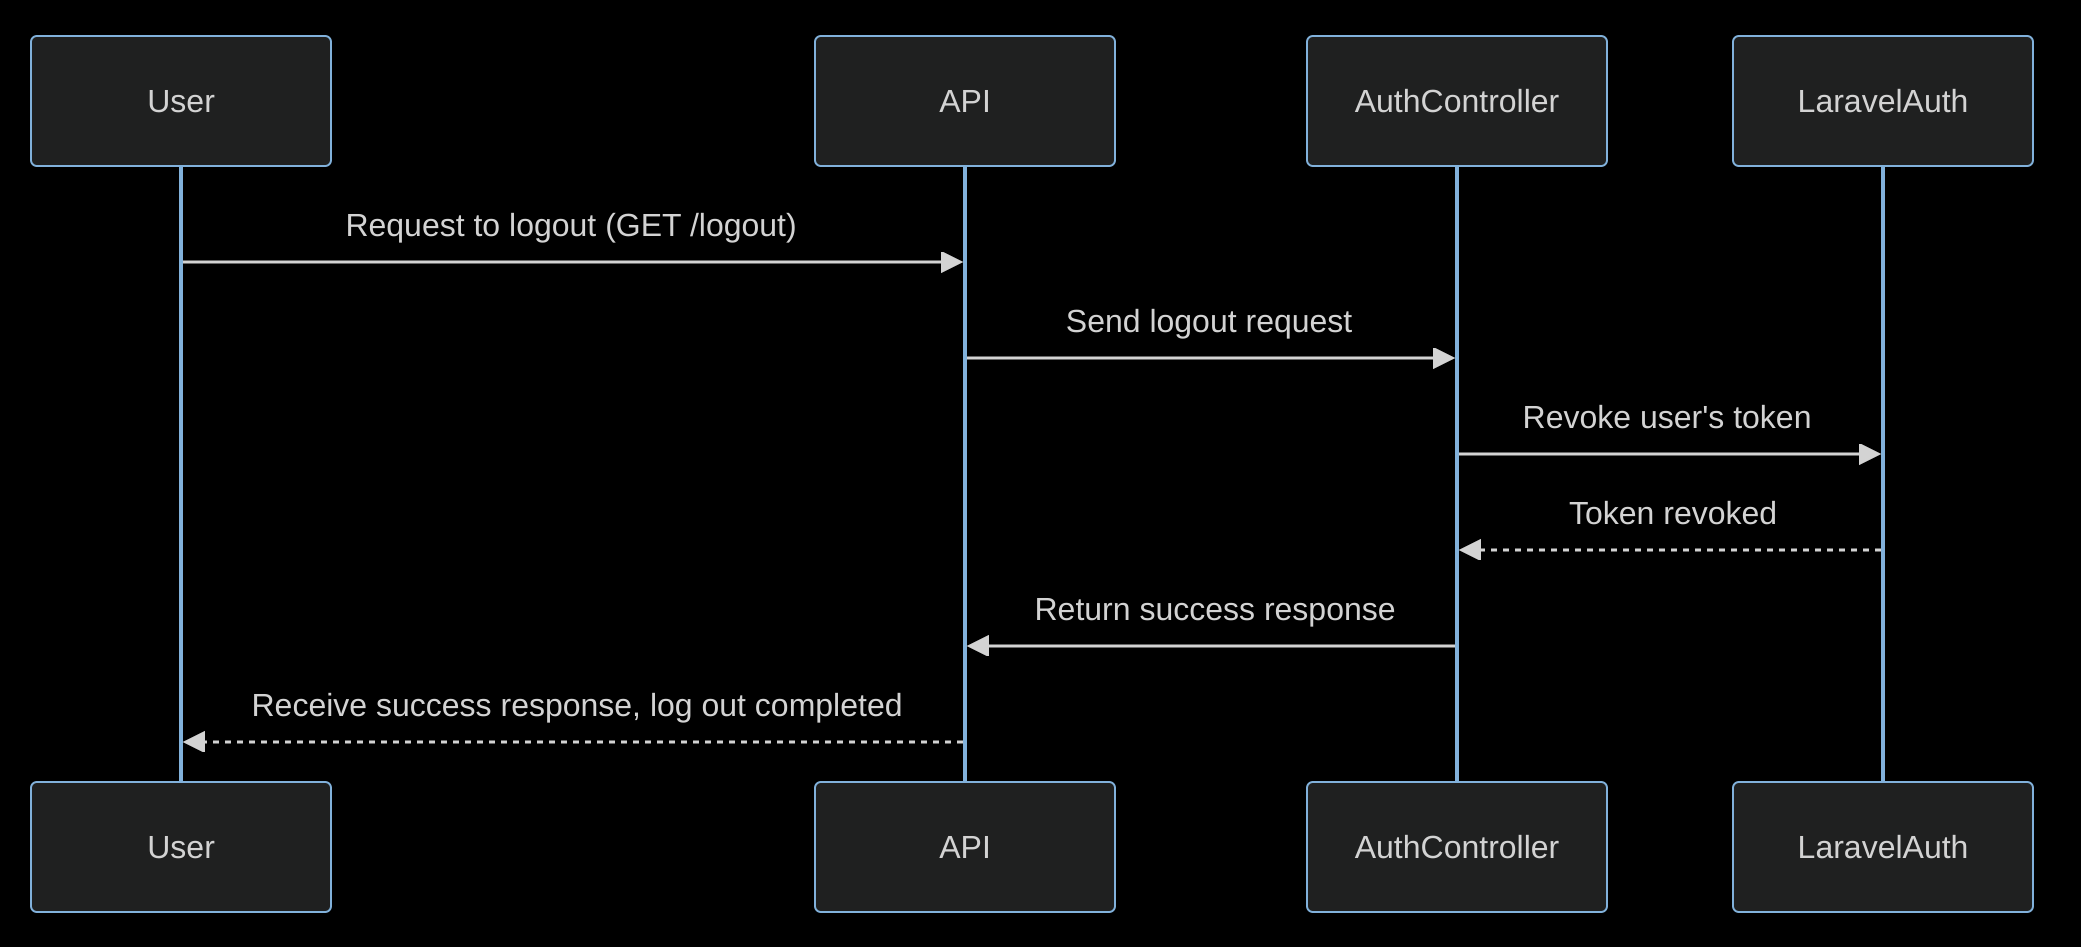 User
API
AuthController
LaravelAuth
Request to logout (GET /logout)
Send logout request
Revoke user's token
Token revoked
Return success response
Receive success response, log out completed
User
API
AuthController
LaravelAuth